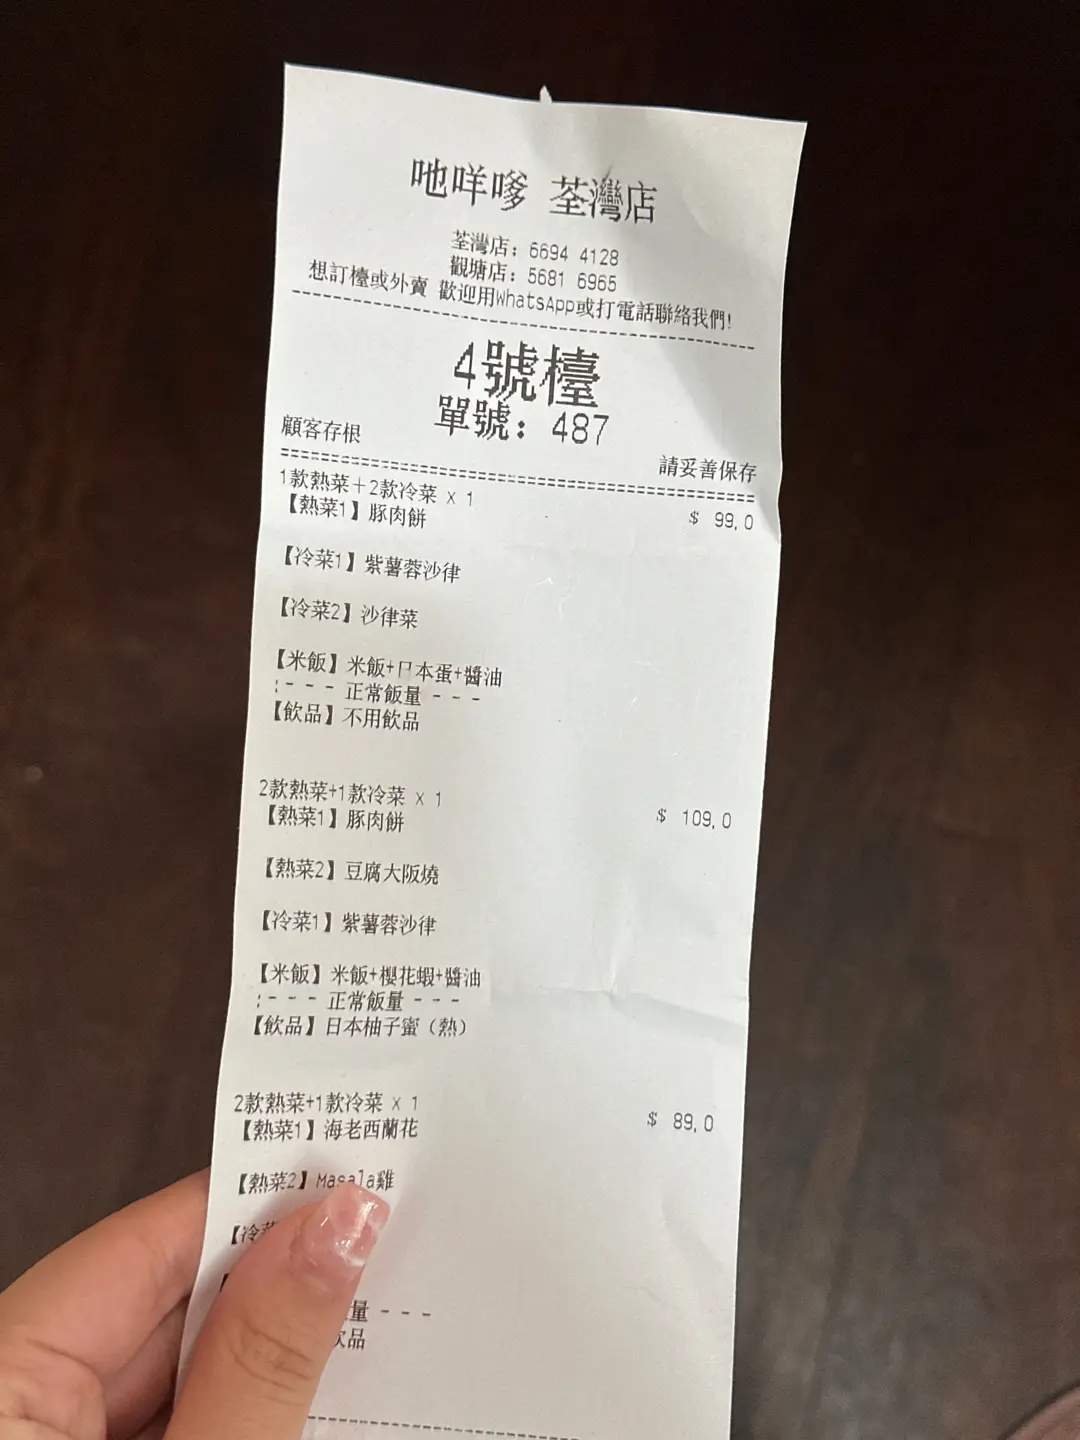 吔咩嗲 荃灣店
荃灣店: 6694 4128
觀塘店: 5681 6965
想訂檯或外賣 歡迎用WhatsApp或打電話聯絡我們!
4號檯
單號: 487
顧客存根 請妥善保存
1款熱菜+2款冷菜 x 1 $ 99.0
【熱菜1】豚肉餅
【冷菜1】紫薯蓉沙律
【冷菜2】沙律菜
【米飯】米飯+日本蛋+醬油
:--- 正常飯量 ---
【飲品】不用飲品
2款熱菜+1款冷菜 x 1 $ 109.0
【熱菜1】豚肉餅
【熱菜2】豆腐大阪燒
【冷菜1】紫薯蓉沙律
【米飯】米飯+櫻花蝦+醬油
:--- 正常飯量 ---
【飲品】日本柚子蜜（熱）
2款熱菜+1款冷菜 x 1 $ 89.0
【熱菜1】海老西蘭花
【熱菜2】Masala雞
【冷菜
量 ---
飲品